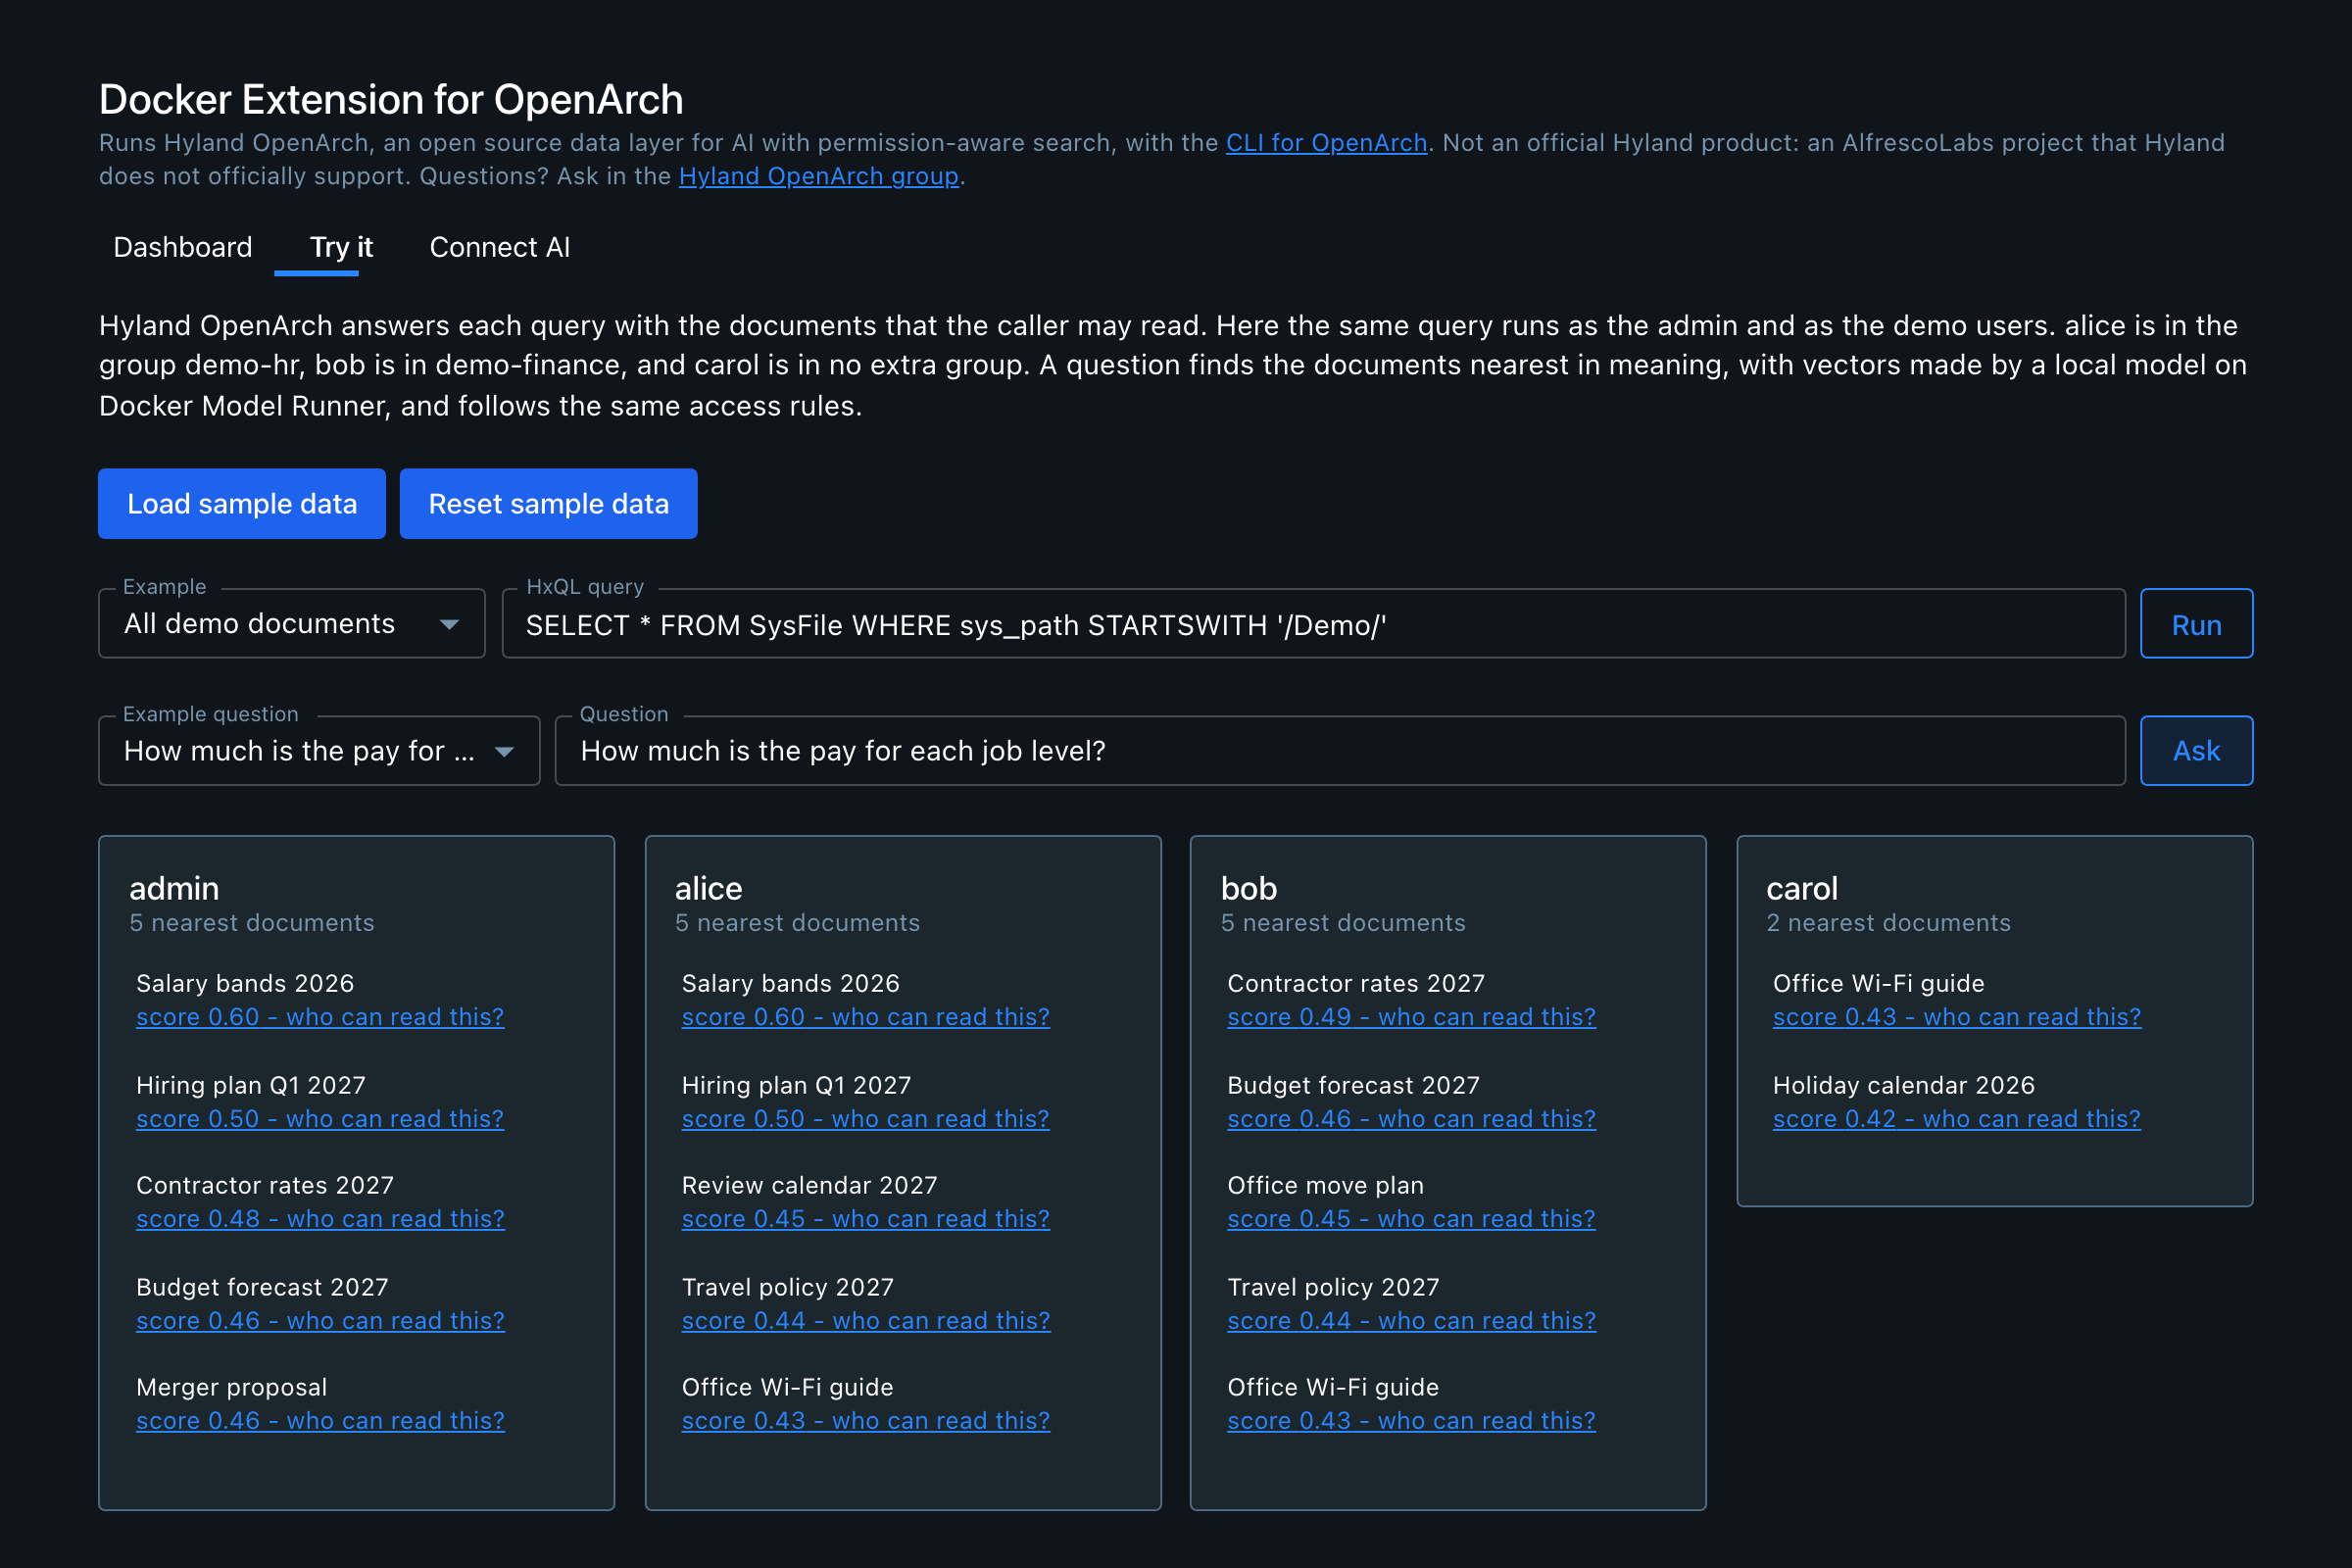 Docker Extension for OpenArch
Runs Hyland OpenArch, an open source data layer for AI with permission-aware search, with the CLI for OpenArch. Not an official Hyland product: an AlfrescoLabs project that Hyland
does not officially support. Questions? Ask in the Hyland OpenArch group.
Dashboard Try it Connect AI
Hyland OpenArch answers each query with the documents that the caller may read. Here the same query runs as the admin and as the demo users. alice is in the
group demo-hr, bob is in demo-finance, and carol is in no extra group. A question finds the documents nearest in meaning, with vectors made by a local model on
Docker Model Runner, and follows the same access rules.
Load sample data Reset sample data
Example
All demo documents
HxQL query
SELECT * FROM SysFile WHERE sys_path STARTSWITH '/Demo/'
Run
Example question
How much is the pay for ...
Question
How much is the pay for each job level?
Ask
admin
5 nearest documents
Salary bands 2026
score 0.60 - who can read this?
Hiring plan Q1 2027
score 0.50 - who can read this?
Contractor rates 2027
score 0.48 - who can read this?
Budget forecast 2027
score 0.46 - who can read this?
Merger proposal
score 0.46 - who can read this?
alice
5 nearest documents
Salary bands 2026
score 0.60 - who can read this?
Hiring plan Q1 2027
score 0.50 - who can read this?
Review calendar 2027
score 0.45 - who can read this?
Travel policy 2027
score 0.44 - who can read this?
Office Wi-Fi guide
score 0.43 - who can read this?
bob
5 nearest documents
Contractor rates 2027
score 0.49 - who can read this?
Budget forecast 2027
score 0.46 - who can read this?
Office move plan
score 0.45 - who can read this?
Travel policy 2027
score 0.44 - who can read this?
Office Wi-Fi guide
score 0.43 - who can read this?
carol
2 nearest documents
Office Wi-Fi guide
score 0.43 - who can read this?
Holiday calendar 2026
score 0.42 - who can read this?